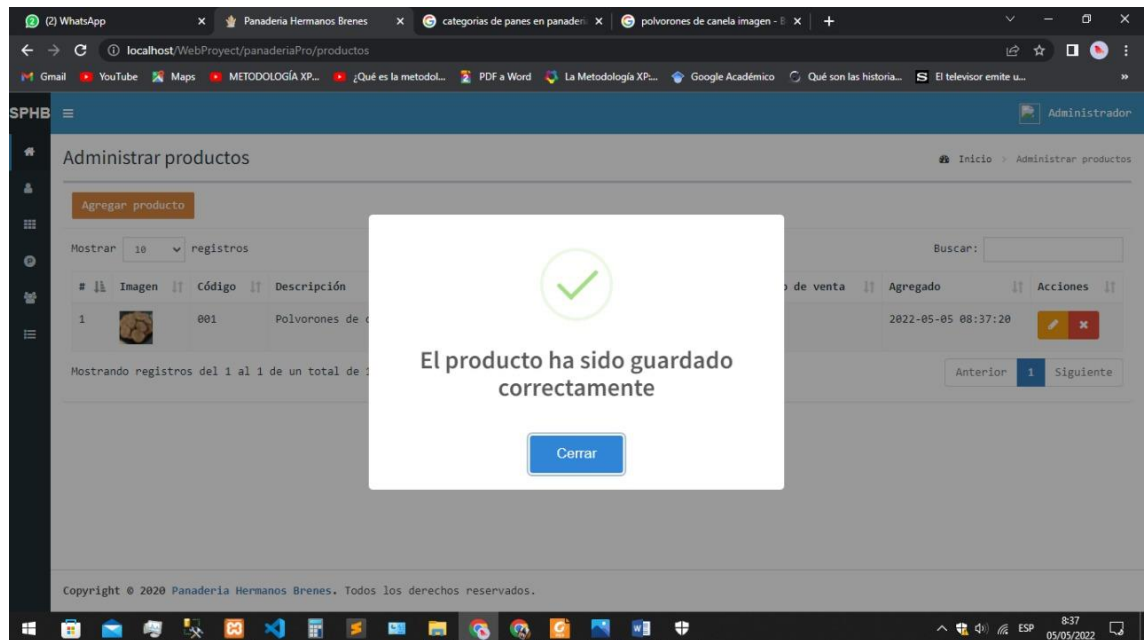 (2) WhatsApp
Panaderia Hermanos Brenes
categorias de panes en panaderi
polvorones de canela imagen - B
localhost/WebProyect/panaderiaPro/productos
Gmail YouTube Maps METODOLOGÍA XP... ¿Qué es la metodol... PDF a Word La Metodología XP:... Google Académico Qué son las historia... El televisor emite u... »
SPHB
Administrador
Administrar productos
Inicio > Administrar productos
Agregar producto
Mostrar 10 registros
Buscar:
# Imagen Código Descripción o de venta Agregado Acciones
1 001 Polvorones de c 2022-05-05 08:37:20
Mostrando registros del 1 al 1 de un total de 1
Anterior 1 Siguiente
El producto ha sido guardado
correctamente
Cerrar
Copyright © 2020 Panaderia Hermanos Brenes. Todos los derechos reservados.
ESP
8:37
05/05/2022